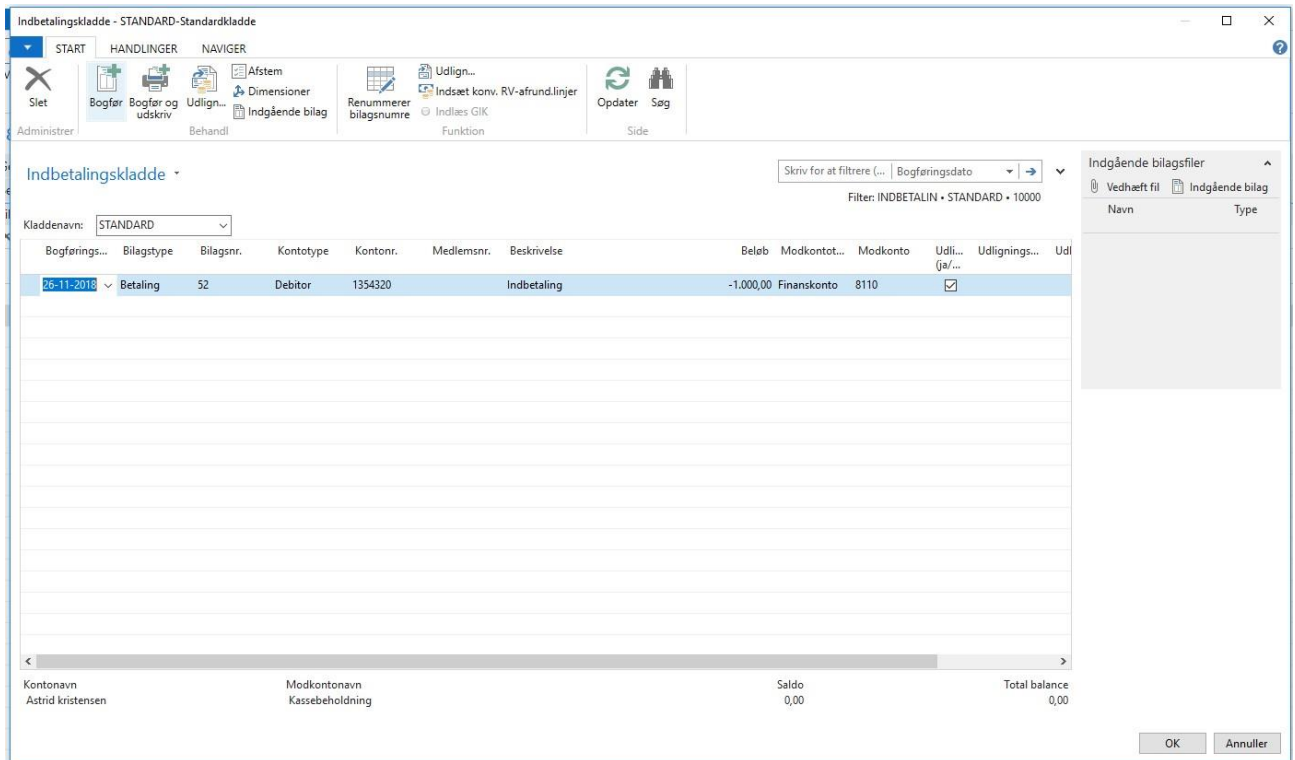 Indbetalingskladde - STANDARD-Standardkladde
START HANDLINGER NAVIGER
Slet
Bogfør
Bogfør og udskriv
Udlign...
Afstem
Dimensioner
Indgående bilag
Renummerer bilagsnumre
Udlign...
Indsæt konv. RV-afrund.linjer
Indlæs GIK
Opdater
Søg
Administrer Behandl Funktion Side
Indbetalingskladde
Skriv for at filtrere (... Bogføringsdato
Filter: INDBETALIN • STANDARD • 10000
Kladdenavn: STANDARD
Bogførings... Bilagstype Bilagsnr. Kontotype Kontonr. Medlemsnr. Beskrivelse Beløb Modkontot... Modkonto Udli... (ja/... Udlignings... Udl
26-11-2018 Betaling 52 Debitor 1354320 Indbetaling -1.000,00 Finanskonto 8110
Kontonavn Modkontonavn Saldo Total balance
Astrid kristensen Kassebeholdning 0,00 0,00
Indgående bilagsfiler
Vedhæft fil Indgående bilag
Navn Type
OK Annuller